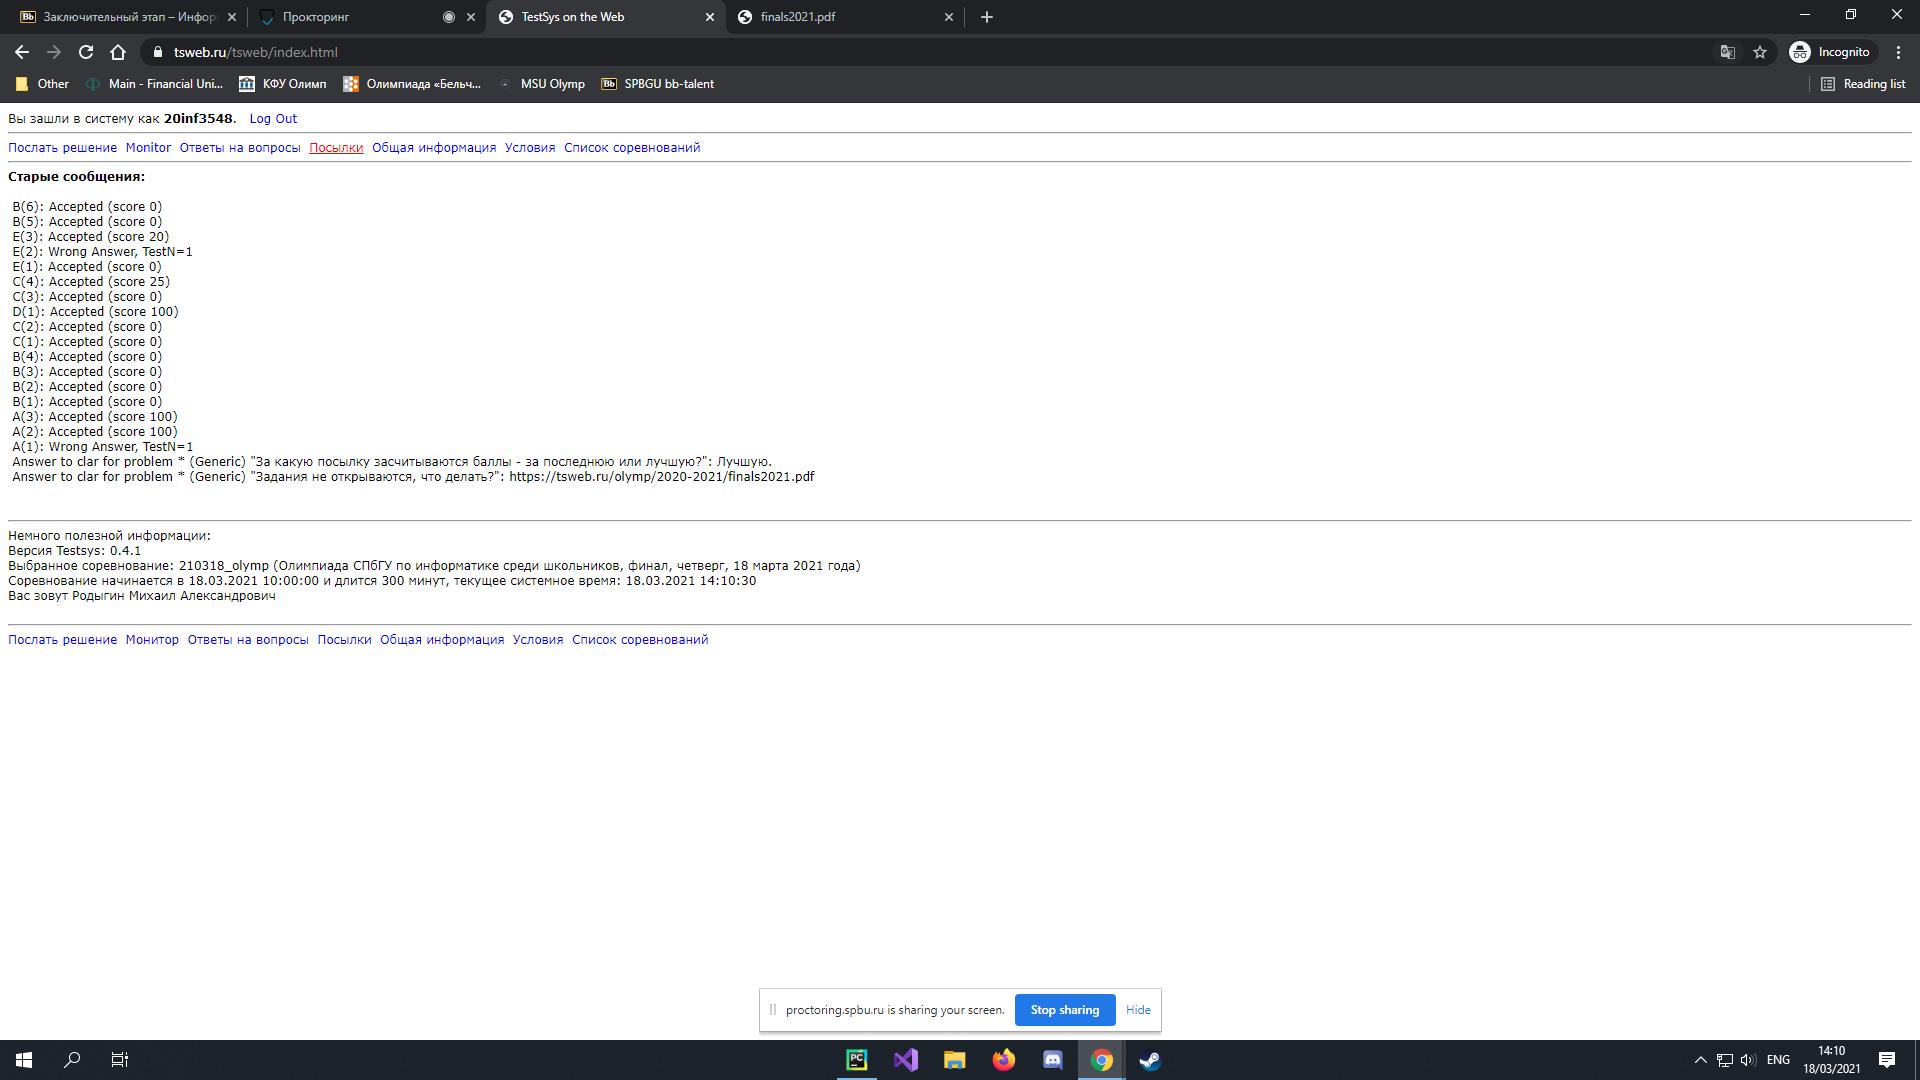 Заключительный этап – Инфор
Прокторинг
TestSys on the Web
finals2021.pdf
tsweb.ru/tsweb/index.html
Incognito
Other
Main - Financial Uni...
КФУ Олимп
Олимпиада «Бельч...
MSU Olymp
Bb SPBGU bb-talent
Reading list
Вы зашли в систему как 20inf3548. Log Out
Послать решение Monitor Ответы на вопросы Посылки Общая информация Условия Список соревнований
Старые сообщения:
B(6): Accepted (score 0)
B(5): Accepted (score 0)
E(3): Accepted (score 20)
E(2): Wrong Answer, TestN=1
E(1): Accepted (score 0)
C(4): Accepted (score 25)
C(3): Accepted (score 0)
D(1): Accepted (score 100)
C(2): Accepted (score 0)
C(1): Accepted (score 0)
B(4): Accepted (score 0)
B(3): Accepted (score 0)
B(2): Accepted (score 0)
B(1): Accepted (score 0)
A(3): Accepted (score 100)
A(2): Accepted (score 100)
A(1): Wrong Answer, TestN=1
Answer to clar for problem * (Generic) "За какую посылку засчитываются баллы - за последнюю или лучшую?": Лучшую.
Answer to clar for problem * (Generic) "Задания не открываются, что делать?": https://tsweb.ru/olymp/2020-2021/finals2021.pdf
Немного полезной информации:
Версия Testsys: 0.4.1
Выбранное соревнование: 210318_olymp (Олимпиада СПбГУ по информатике среди школьников, финал, четверг, 18 марта 2021 года)
Соревнование начинается в 18.03.2021 10:00:00 и длится 300 минут, текущее системное время: 18.03.2021 14:10:30
Вас зовут Родыгин Михаил Александрович
Послать решение Монитор Ответы на вопросы Посылки Общая информация Условия Список соревнований
proctoring.spbu.ru is sharing your screen. Stop sharing Hide
ENG
14:10
18/03/2021